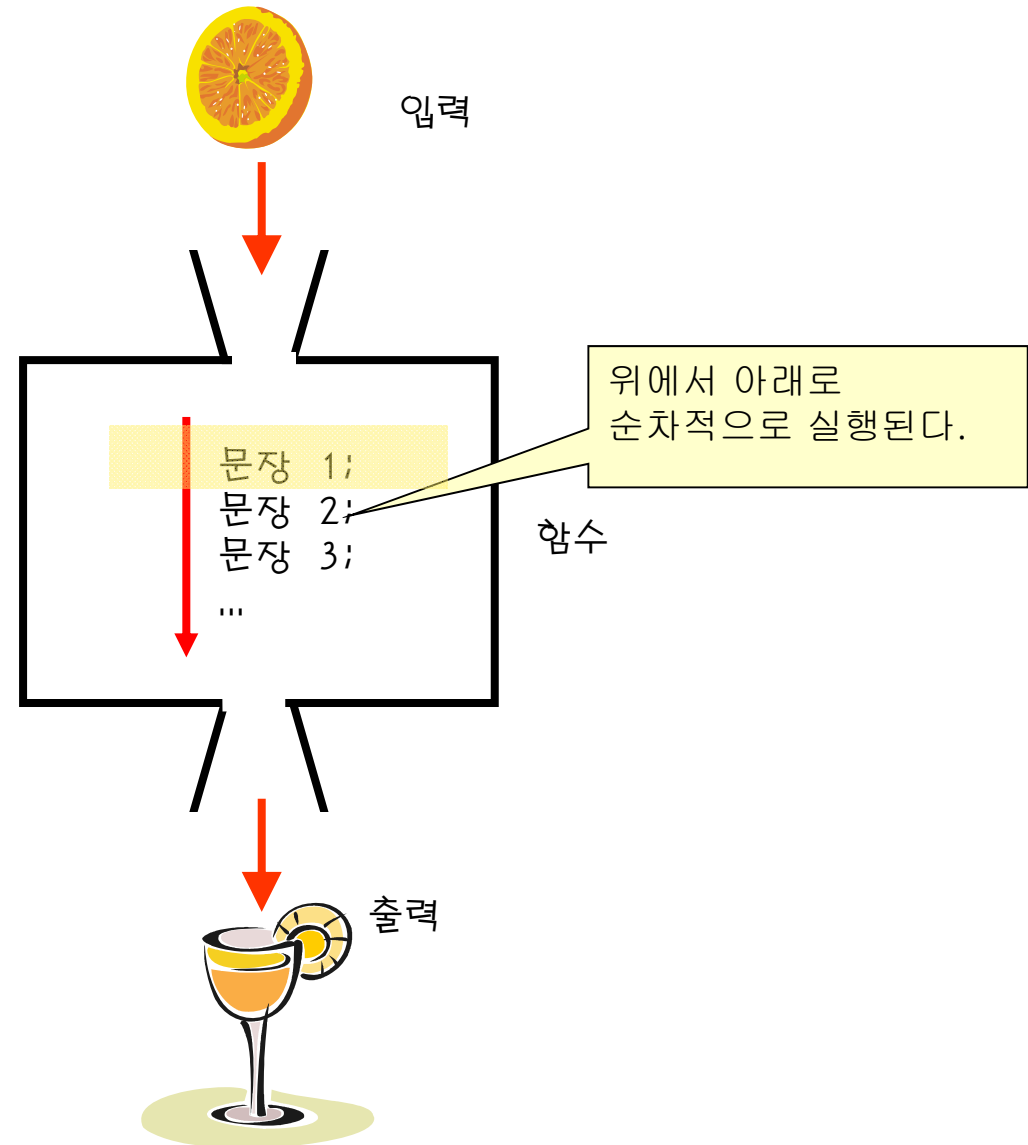 입력
위에서 아래로
순차적으로 실행된다.
문장 1;
문장 2;
문장 3;
...
함수
출력